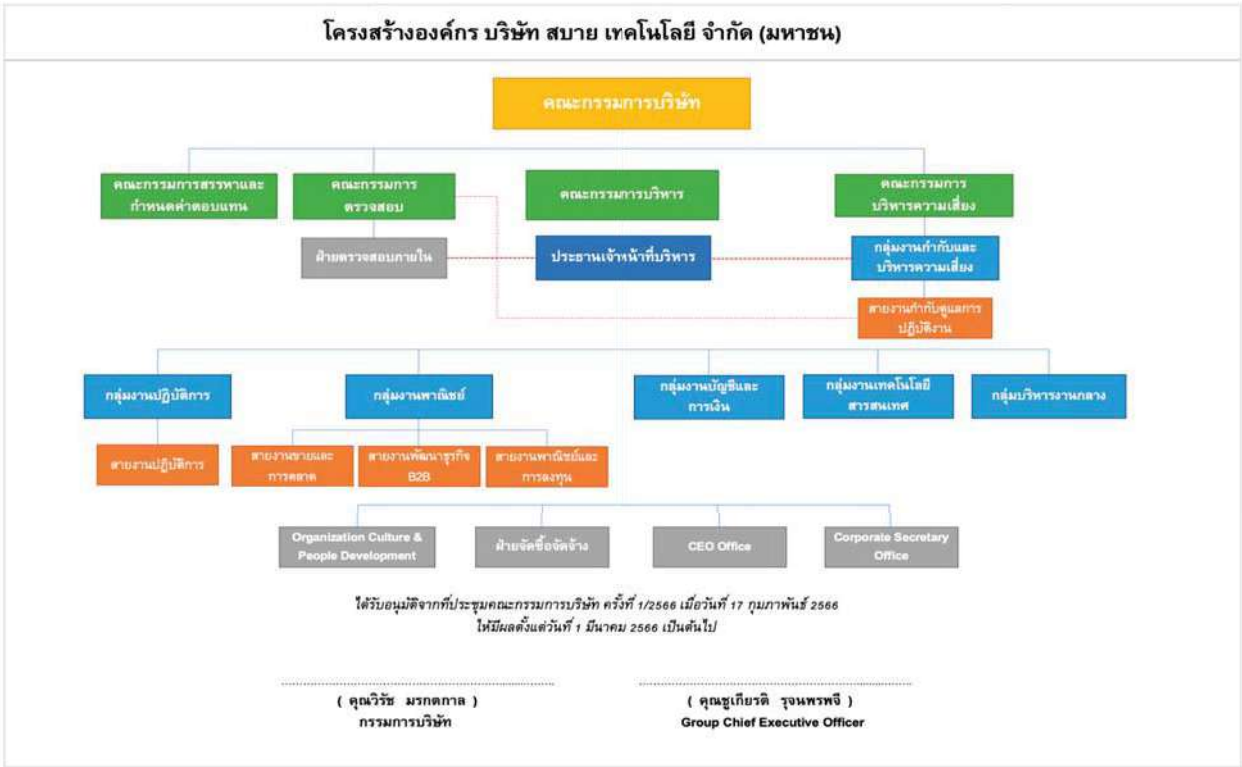 โครงสร้างองค์กร บริษัท สบาย เทคโนโลยี จำกัด (มหาชน)
คณะกรรมการบริษัท
คณะกรรมการสรรหาและ
กำหนดค่าตอบแทน
คณะกรรมการ
ตรวจสอบ
คณะกรรมการบริหาร
คณะกรรมการ
บริหารความเสี่ยง
ฝ่ายตรวจสอบภายใน
ประธานเจ้าหน้าที่บริหาร
กลุ่มงานกำกับและ
บริหารความเสี่ยง
สายงานกำกับดูแลการ
ปฏิบัติงาน
กลุ่มงานปฏิบัติการ
กลุ่มงานพาณิชย์
กลุ่มงานบัญชีและ
การเงิน
กลุ่มงานเทคโนโลยี
สารสนเทศ
กลุ่มบริหารงานกลาง
สายงานปฏิบัติการ
สายงานขายและ
การตลาด
สายงานพัฒนาธุรกิจ
B2B
สายงานพาณิชย์และ
การลงทุน
Organization Culture &
People Development
ฝ่ายจัดซื้อจัดจ้าง
CEO Office
Corporate Secretary
Office
ได้รับอนุมัติจากที่ประชุมคณะกรรมการบริษัท ครั้งที่ 1/2566 เมื่อวันที่ 17 กุมภาพันธ์ 2566
ให้มีผลตั้งแต่วันที่ 1 มีนาคม 2566 เป็นต้นไป
( คุณวิรัช มรกตกาล )
กรรมการบริษัท
( คุณชูเกียรติ รุจนพรพจี )
Group Chief Executive Officer